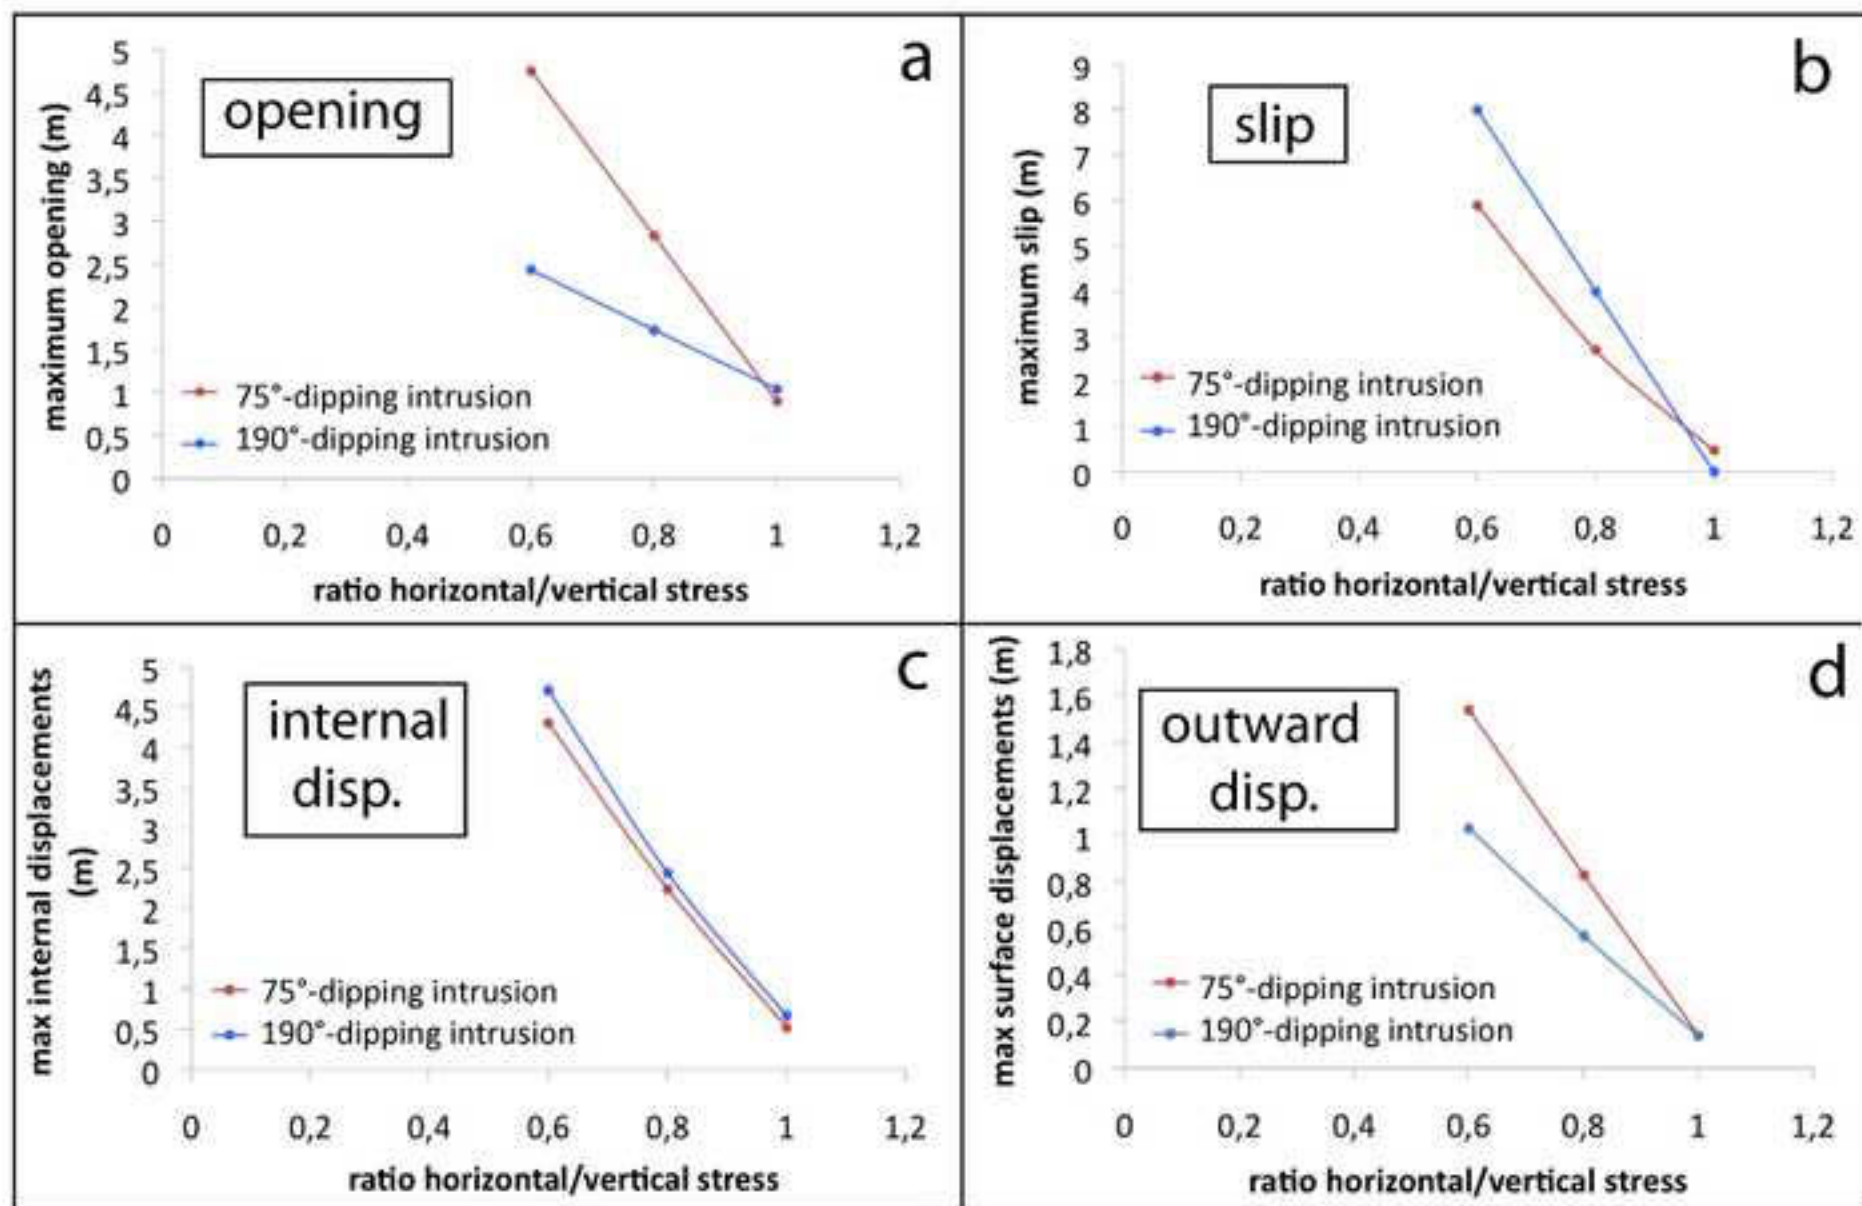 a
opening
maximum opening (m)
5
4,5
4
3,5
3
2,5
2
1,5
1
0,5
0
75°-dipping intrusion
190°-dipping intrusion
0 0,2 0,4 0,6 0,8 1 1,2
ratio horizontal/vertical stress
b
slip
maximum slip (m)
9
8
7
6
5
4
3
2
1
0
75°-dipping intrusion
190°-dipping intrusion
0 0,2 0,4 0,6 0,8 1 1,2
ratio horizontal/vertical stress
c
internal
disp.
max internal displacements
(m)
5
4,5
4
3,5
3
2,5
2
1,5
1
0,5
0
75°-dipping intrusion
190°-dipping intrusion
0 0,2 0,4 0,6 0,8 1 1,2
ratio horizontal/vertical stress
d
outward
disp.
max surface displacements (m)
1,8
1,6
1,4
1,2
1
0,8
0,6
0,4
0,2
0
75°-dipping intrusion
190°-dipping intrusion
0 0,2 0,4 0,6 0,8 1 1,2
ratio horizontal/vertical stress